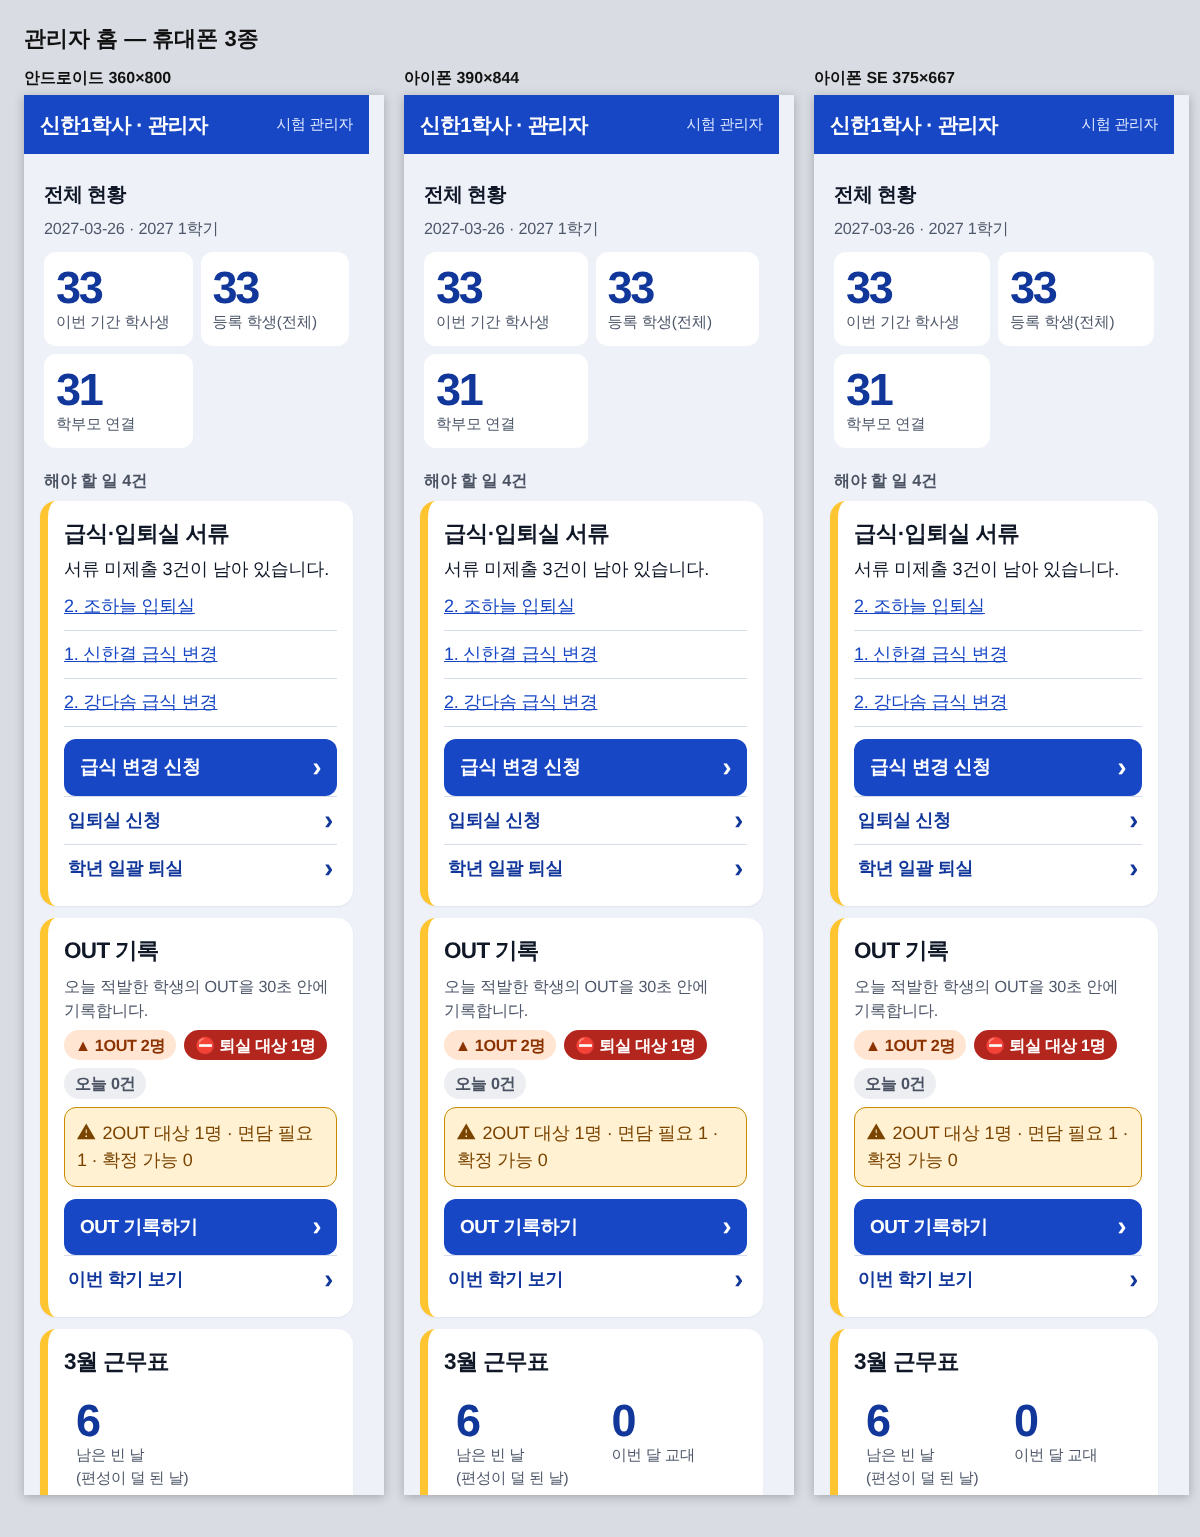 관리자 홈 — 휴대폰 3종
안드로이드 360×800
신한1학사 · 관리자
시험 관리자
전체 현황
2027-03-26 · 2027 1학기
33
이번 기간 학사생
33
등록 학생(전체)
31
학부모 연결
해야 할 일 4건
급식·입퇴실 서류
서류 미제출 3건이 남아 있습니다.
2. 조하늘 입퇴실
1. 신한결 급식 변경
2. 강다솜 급식 변경
급식 변경 신청 ›
입퇴실 신청 ›
학년 일괄 퇴실 ›
OUT 기록
오늘 적발한 학생의 OUT을 30초 안에
기록합니다.
▲ 1OUT 2명
⛔ 퇴실 대상 1명
오늘 0건
⚠ 2OUT 대상 1명 · 면담 필요
1 · 확정 가능 0
OUT 기록하기 ›
이번 학기 보기 ›
3월 근무표
6
남은 빈 날
(편성이 덜 된 날)
아이폰 390×844
신한1학사 · 관리자
시험 관리자
전체 현황
2027-03-26 · 2027 1학기
33
이번 기간 학사생
33
등록 학생(전체)
31
학부모 연결
해야 할 일 4건
급식·입퇴실 서류
서류 미제출 3건이 남아 있습니다.
2. 조하늘 입퇴실
1. 신한결 급식 변경
2. 강다솜 급식 변경
급식 변경 신청 ›
입퇴실 신청 ›
학년 일괄 퇴실 ›
OUT 기록
오늘 적발한 학생의 OUT을 30초 안에
기록합니다.
▲ 1OUT 2명
⛔ 퇴실 대상 1명
오늘 0건
⚠ 2OUT 대상 1명 · 면담 필요 1 ·
확정 가능 0
OUT 기록하기 ›
이번 학기 보기 ›
3월 근무표
6
남은 빈 날
(편성이 덜 된 날)
0
이번 달 교대
아이폰 SE 375×667
신한1학사 · 관리자
시험 관리자
전체 현황
2027-03-26 · 2027 1학기
33
이번 기간 학사생
33
등록 학생(전체)
31
학부모 연결
해야 할 일 4건
급식·입퇴실 서류
서류 미제출 3건이 남아 있습니다.
2. 조하늘 입퇴실
1. 신한결 급식 변경
2. 강다솜 급식 변경
급식 변경 신청 ›
입퇴실 신청 ›
학년 일괄 퇴실 ›
OUT 기록
오늘 적발한 학생의 OUT을 30초 안에
기록합니다.
▲ 1OUT 2명
⛔ 퇴실 대상 1명
오늘 0건
⚠ 2OUT 대상 1명 · 면담 필요 1 ·
확정 가능 0
OUT 기록하기 ›
이번 학기 보기 ›
3월 근무표
6
남은 빈 날
(편성이 덜 된 날)
0
이번 달 교대